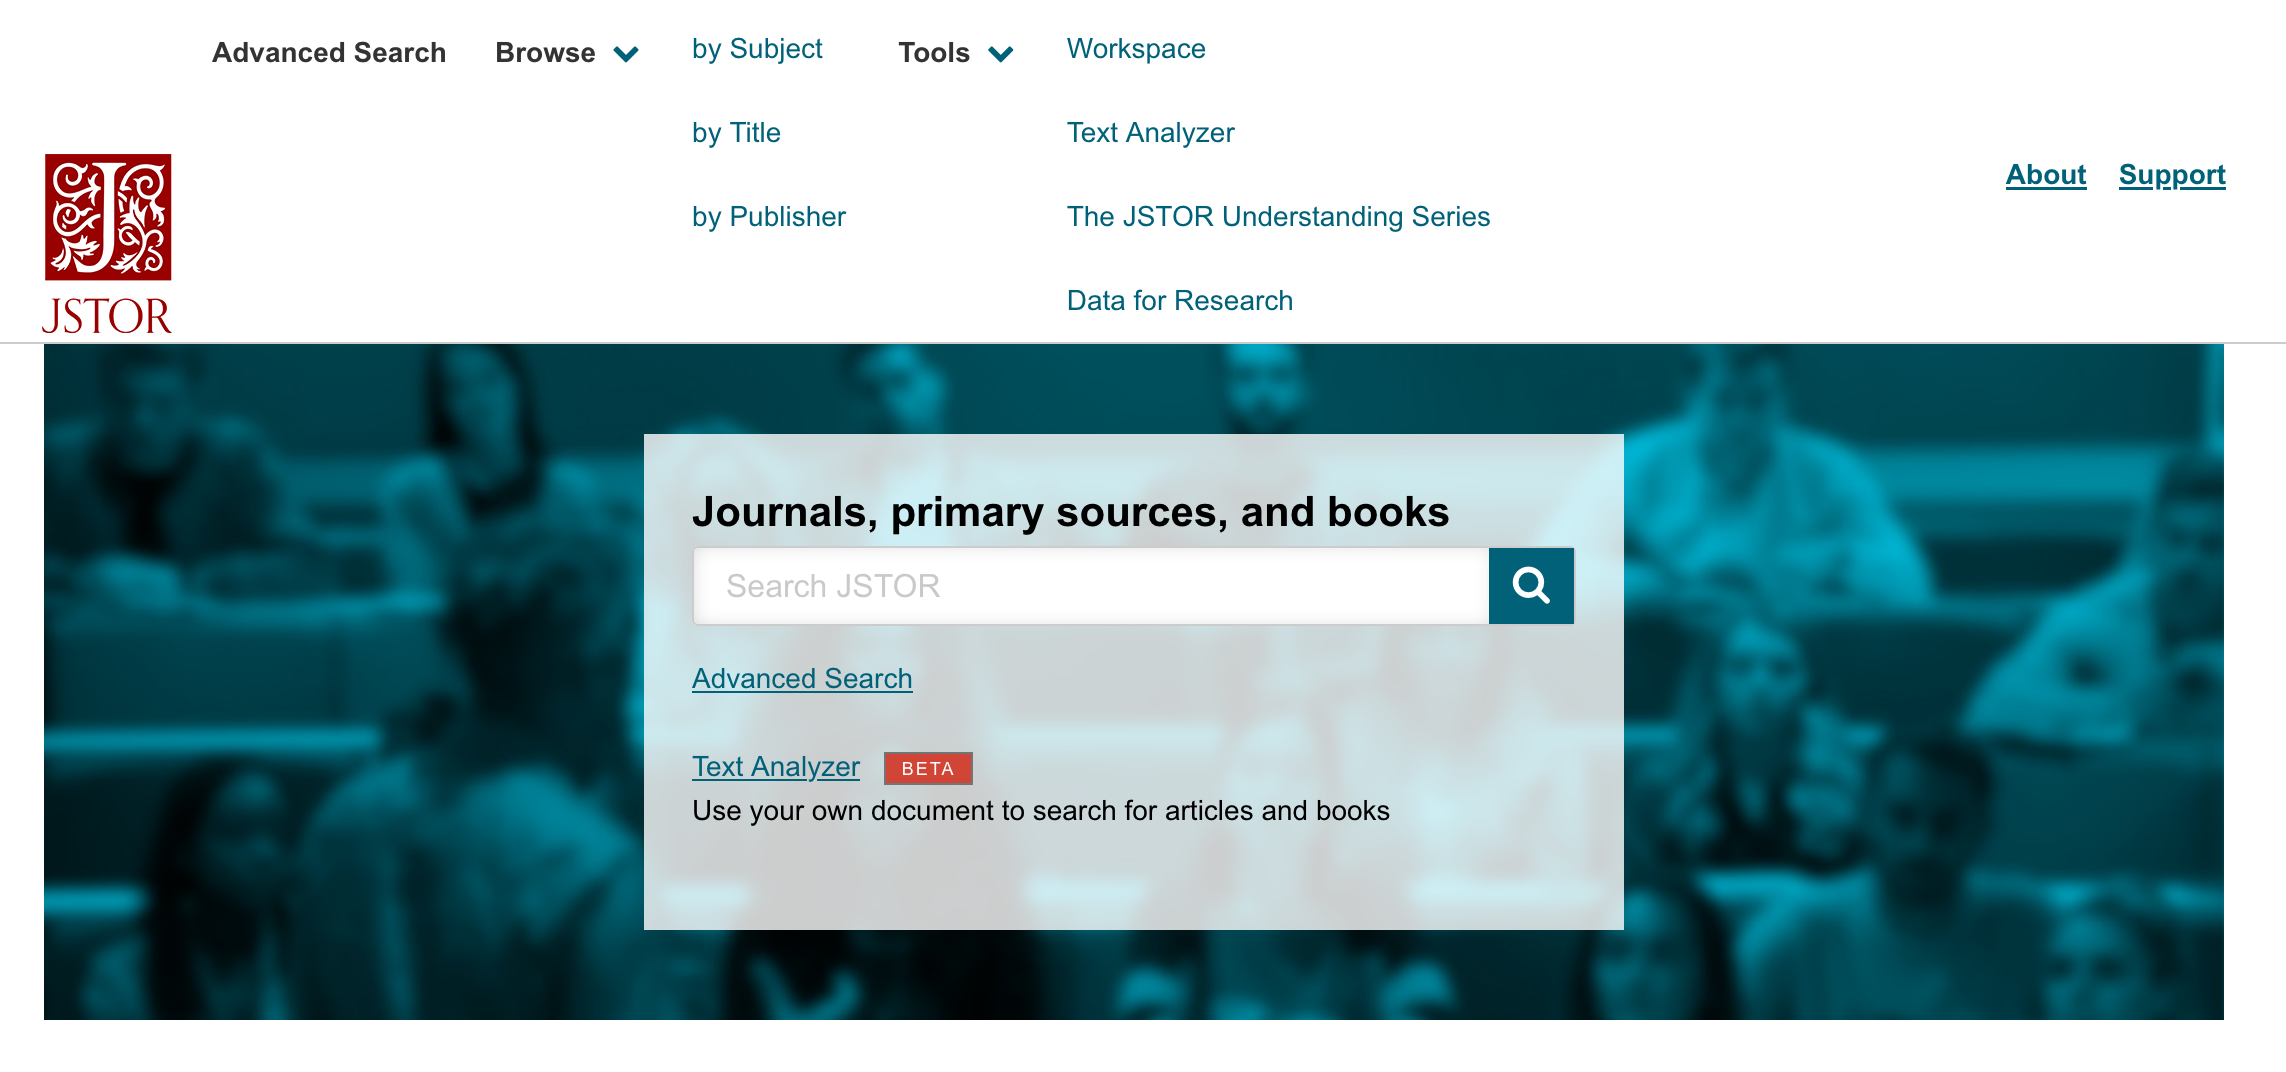 Advanced Search
Browse
by Subject
by Title
by Publisher
Tools
Workspace
Text Analyzer
The JSTOR Understanding Series
Data for Research
About
Support
JSTOR
Journals, primary sources, and books
Search JSTOR
Advanced Search
Text Analyzer BETA
Use your own document to search for articles and books